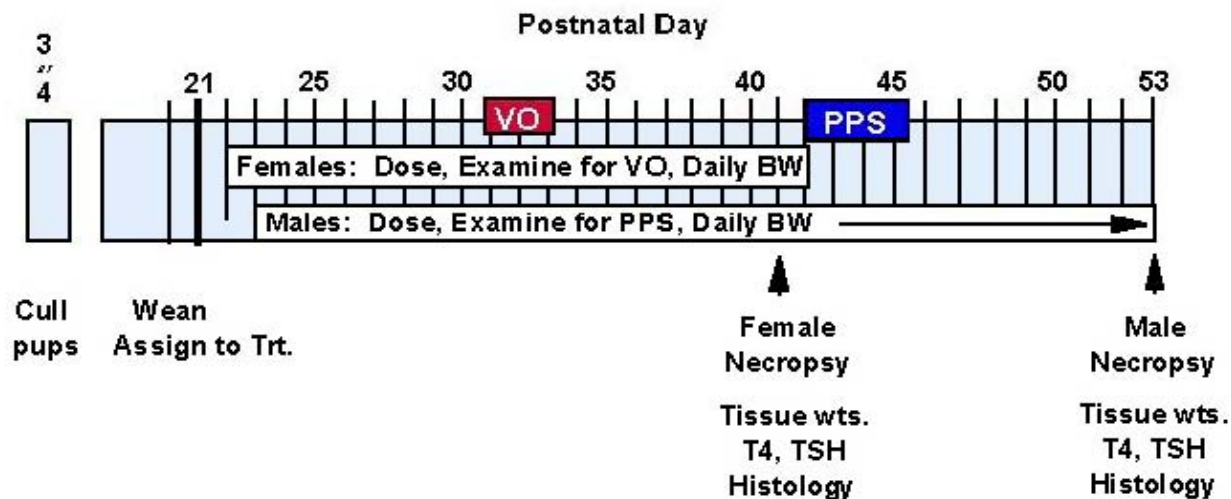 Postnatal Day
3
or
4
21 25 30 35 40 45 50 53
VO
PPS
Females: Dose, Examine for VO, Daily BW
Males: Dose, Examine for PPS, Daily BW
Cull
pups
Wean
Assign to Trt.
Female
Necropsy
Tissue wts.
T4, TSH
Histology
Male
Necropsy
Tissue wts.
T4, TSH
Histology